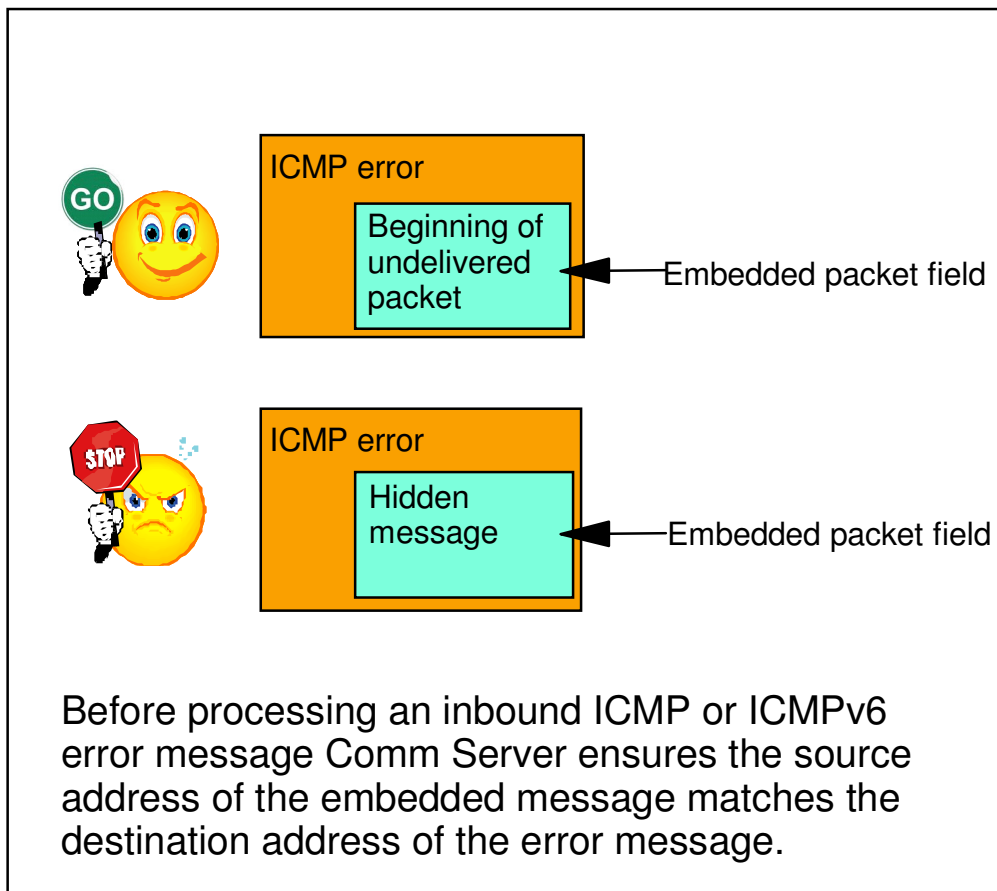 ICMP error
GO
Beginning of
undelivered
packet
Embedded packet field
ICMP error
STOP
Hidden
message
Embedded packet field
Before processing an inbound ICMP or ICMPv6
error message Comm Server ensures the source
address of the embedded message matches the
destination address of the error message.